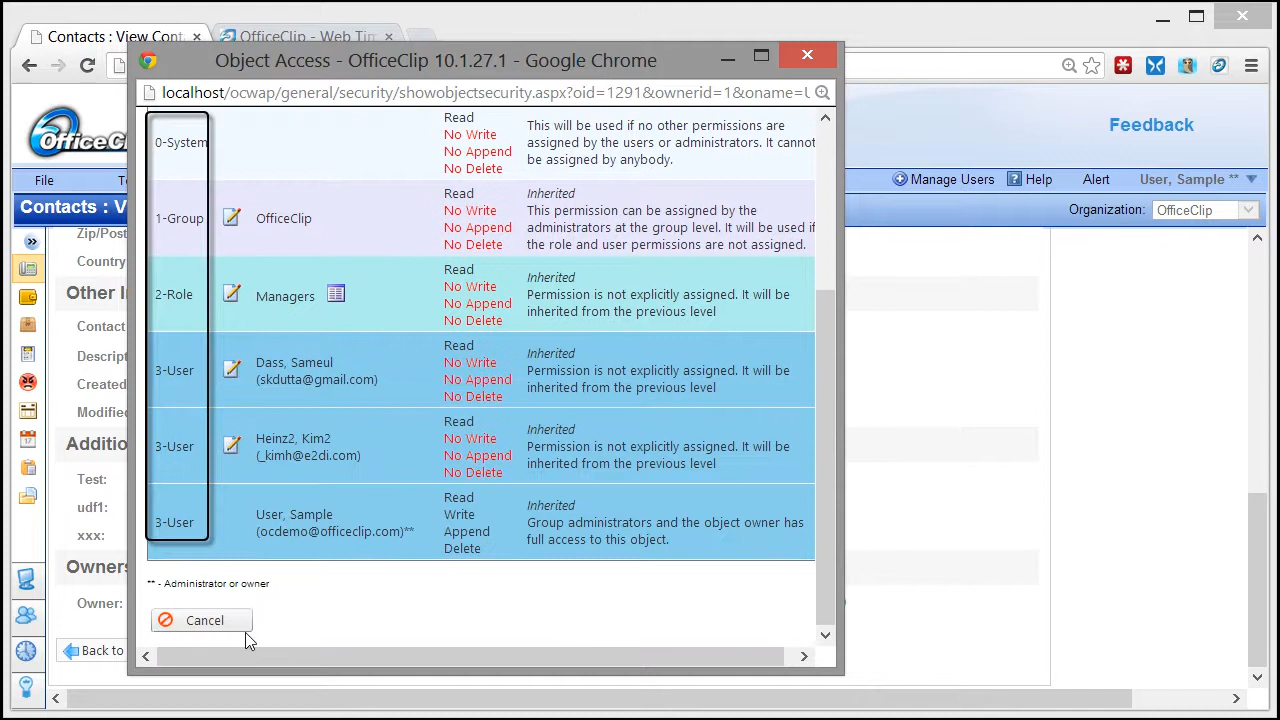 Contacts : View Cont
OfficeClip - Web Tim
Object Access - OfficeClip 10.1.27.1 - Google Chrome
localhost/ocwap/general/security/showobjectsecurity.aspx?oid=1291&ownerid=1&oname=
OfficeClip
Feedback
File
Manage Users
Help
Alert
User, Sample **
Contacts : V
Organization:
OfficeClip
Zip/Post
Country
Other I
Contact
Descrip
Created
Modifie
Additio
Test:
udf1:
xxx:
Owners
Owner:
Back to
0-System
Read
No Write
No Append
No Delete
This will be used if no other permissions are
assigned by the users or administrators. It cannot
be assigned by anybody.
1-Group
OfficeClip
Read
No Write
No Append
No Delete
Inherited
This permission can be assigned by the
administrators at the group level. It will be used if
the role and user permissions are not assigned.
2-Role
Managers
Read
No Write
No Append
No Delete
Inherited
Permission is not explicitly assigned. It will be
inherited from the previous level
3-User
Dass, Sameul
(skdutta@gmail.com)
Read
No Write
No Append
No Delete
Inherited
Permission is not explicitly assigned. It will be
inherited from the previous level
3-User
Heinz2, Kim2
(_kimh@e2di.com)
Read
No Write
No Append
No Delete
Inherited
Permission is not explicitly assigned. It will be
inherited from the previous level
3-User
User, Sample
(ocdemo@officeclip.com)**
Read
Write
Append
Delete
Inherited
Group administrators and the object owner has
full access to this object.
** - Administrator or owner
Cancel